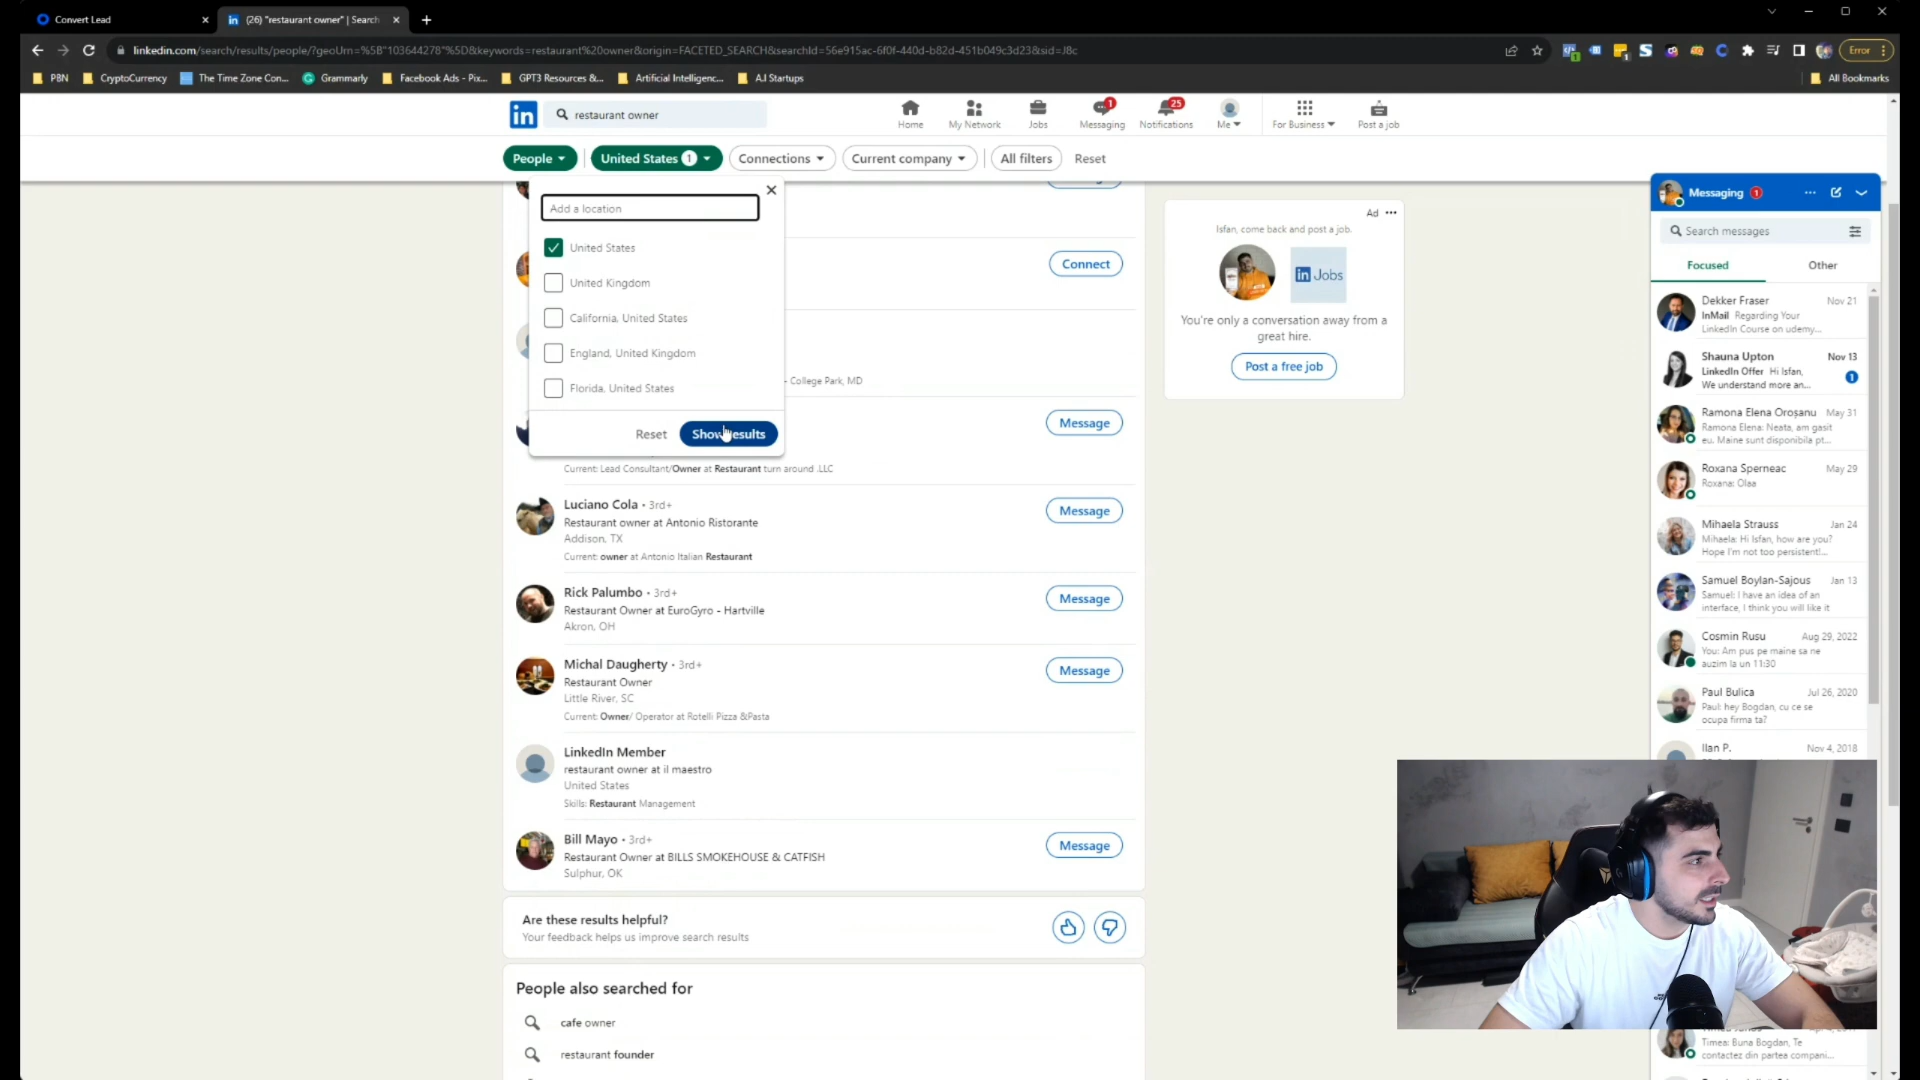 Convert Lead
(26) "restaurant owner" | Search
linkedin.com/search/results/people/?geoUrn=%5B"103644278"%5D&keywords=restaurant%20owner&origin=FACETED_SEARCH&searchId=56e915ac-6f0f-440d-b82d-451b049c3d23&sid=J8c
Error
PBN
CryptoCurrency
The Time Zone Con...
Grammarly
Facebook Ads - Pix...
GPT3 Resources &...
Artificial Intelligenc...
A.I Startups
All Bookmarks
in
restaurant owner
Home
My Network
Jobs
1
Messaging
25
Notifications
Me
For Business
Post a job
People
United States 1
Connections
Current company
All filters
Reset
Add a location
United States
United Kingdom
California, United States
England, United Kingdom
Florida, United States
Reset
Show results
Connect
- College Park, MD
Message
Current: Lead Consultant/Owner at Restaurant turn around .LLC
Luciano Cola • 3rd+
Restaurant owner at Antonio Ristorante
Addison, TX
Current: owner at Antonio Italian Restaurant
Message
Rick Palumbo • 3rd+
Restaurant Owner at EuroGyro - Hartville
Akron, OH
Message
Michal Daugherty • 3rd+
Restaurant Owner
Little River, SC
Current: Owner/ Operator at Rotelli Pizza &Pasta
Message
LinkedIn Member
restaurant owner at il maestro
United States
Skills: Restaurant Management
Bill Mayo • 3rd+
Restaurant Owner at BILLS SMOKEHOUSE & CATFISH
Sulphur, OK
Message
Are these results helpful?
Your feedback helps us improve search results
People also searched for
cafe owner
restaurant founder
Ad
Isfan, come back and post a job.
in Jobs
You're only a conversation away from a
great hire.
Post a free job
Messaging 1
Search messages
Focused
Other
Dekker Fraser Nov 21
InMail Regarding Your
LinkedIn Course on udemy...
Shauna Upton Nov 13
LinkedIn Offer Hi Isfan,
We understand more an...
1
Ramona Elena Oroșanu May 31
Ramona Elena: Neata, am gasit
eu. Maine sunt disponibila pt...
Roxana Sperneac May 29
Roxana: Olaa
Mihaela Strauss Jan 24
Mihaela: Hi Isfan, how are you?
Hope I'm not too persistent!...
Samuel Boylan-Sajous Jan 13
Samuel: I have an idea of an
interface, I think you will like it
Cosmin Rusu Aug 29, 2022
You: Am pus pe maine sa ne
auzim la un 11:30
Paul Bulica Jul 26, 2020
Paul: hey Bogdan, cu ce se
ocupa firma ta?
Ilan P. Nov 4, 2018
Timea: Buna Bogdan, Te
contactez din partea compani...